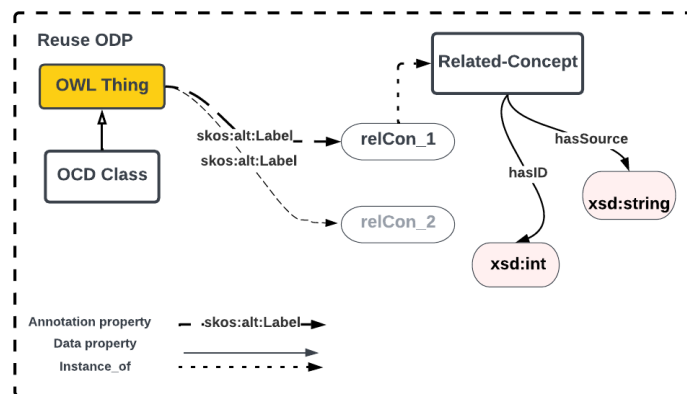 Reuse ODP
OWL Thing
Related-Concept
skos:alt:Label
relCon_1
hasSource
skos:alt:Label
OCD Class
hasID
xsd:string
relCon_2
xsd:int
Annotation property
skos:alt:Label
Data property
Instance_of